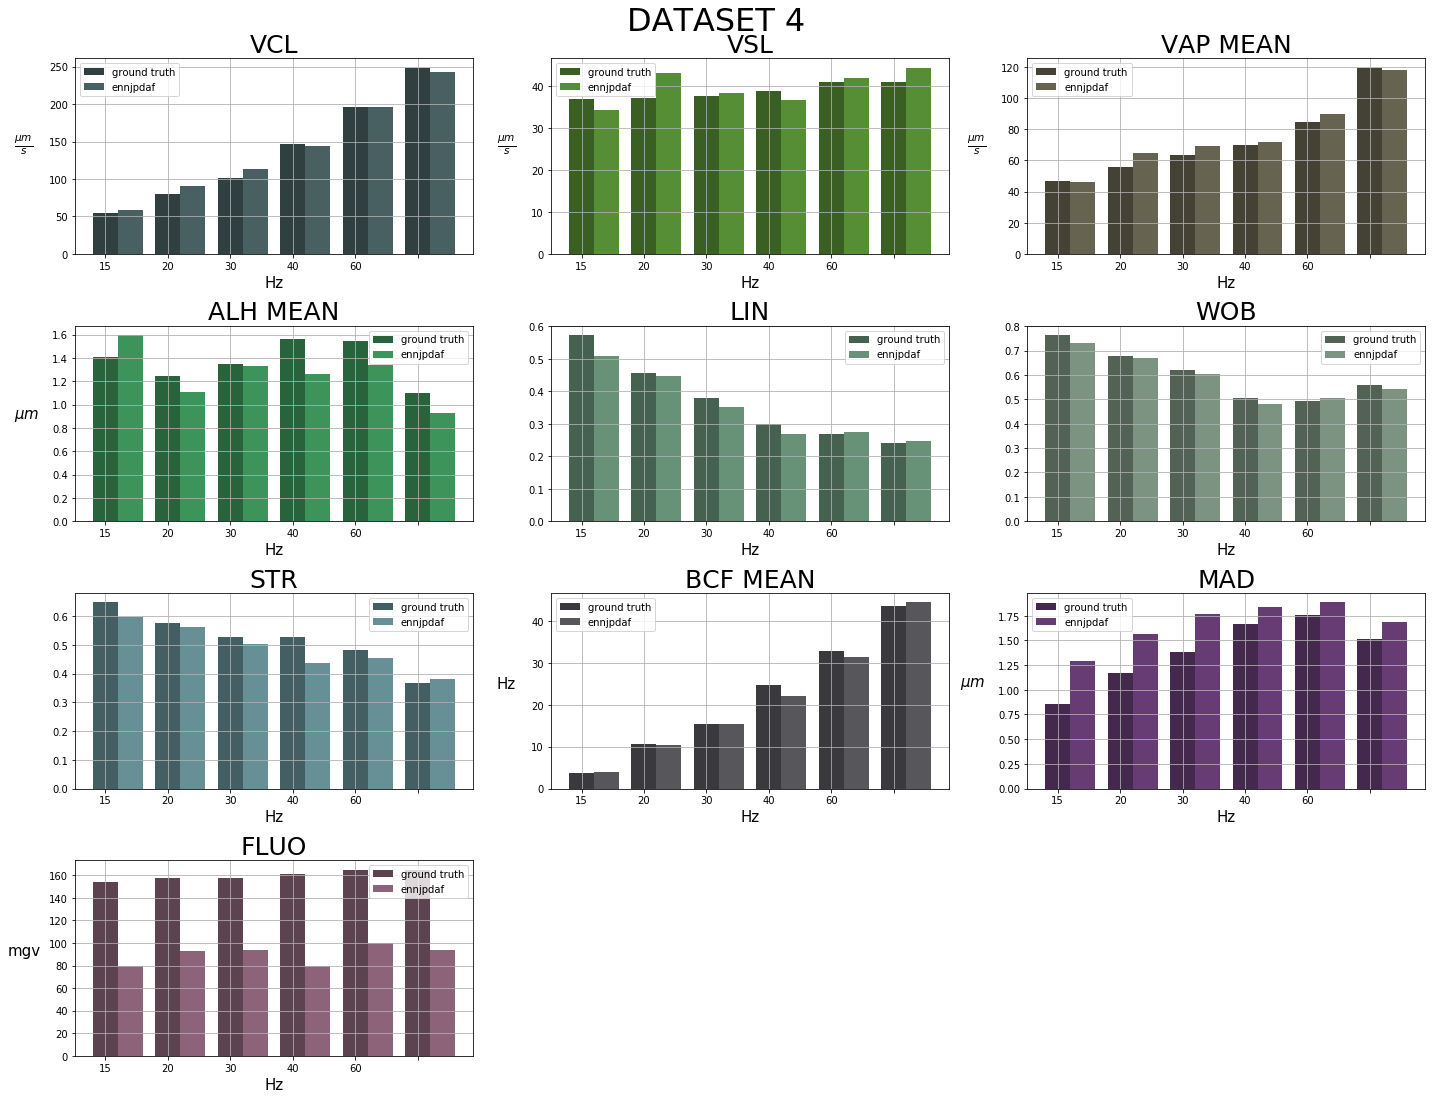 DATASET 4
VCL
ground truth
ennjpdaf
250
200
150
100
50
0
μm/s
15 20 30 40 60
Hz
VSL
ground truth
ennjpdaf
40
30
20
10
0
μm/s
15 20 30 40 60
Hz
VAP MEAN
ground truth
ennjpdaf
120
100
80
60
40
20
0
μm/s
15 20 30 40 60
Hz
ALH MEAN
ground truth
ennjpdaf
1.6
1.4
1.2
1.0
0.8
0.6
0.4
0.2
0.0
μm
15 20 30 40 60
Hz
LIN
ground truth
ennjpdaf
0.6
0.5
0.4
0.3
0.2
0.1
0.0
15 20 30 40 60
Hz
WOB
ground truth
ennjpdaf
0.8
0.7
0.6
0.5
0.4
0.3
0.2
0.1
0.0
15 20 30 40 60
Hz
STR
ground truth
ennjpdaf
0.6
0.5
0.4
0.3
0.2
0.1
0.0
15 20 30 40 60
Hz
BCF MEAN
ground truth
ennjpdaf
40
30
20
10
0
Hz
15 20 30 40 60
Hz
MAD
ground truth
ennjpdaf
1.75
1.50
1.25
1.00
0.75
0.50
0.25
0.00
μm
15 20 30 40 60
Hz
FLUO
ground truth
ennjpdaf
160
140
120
100
80
60
40
20
0
mgv
15 20 30 40 60
Hz